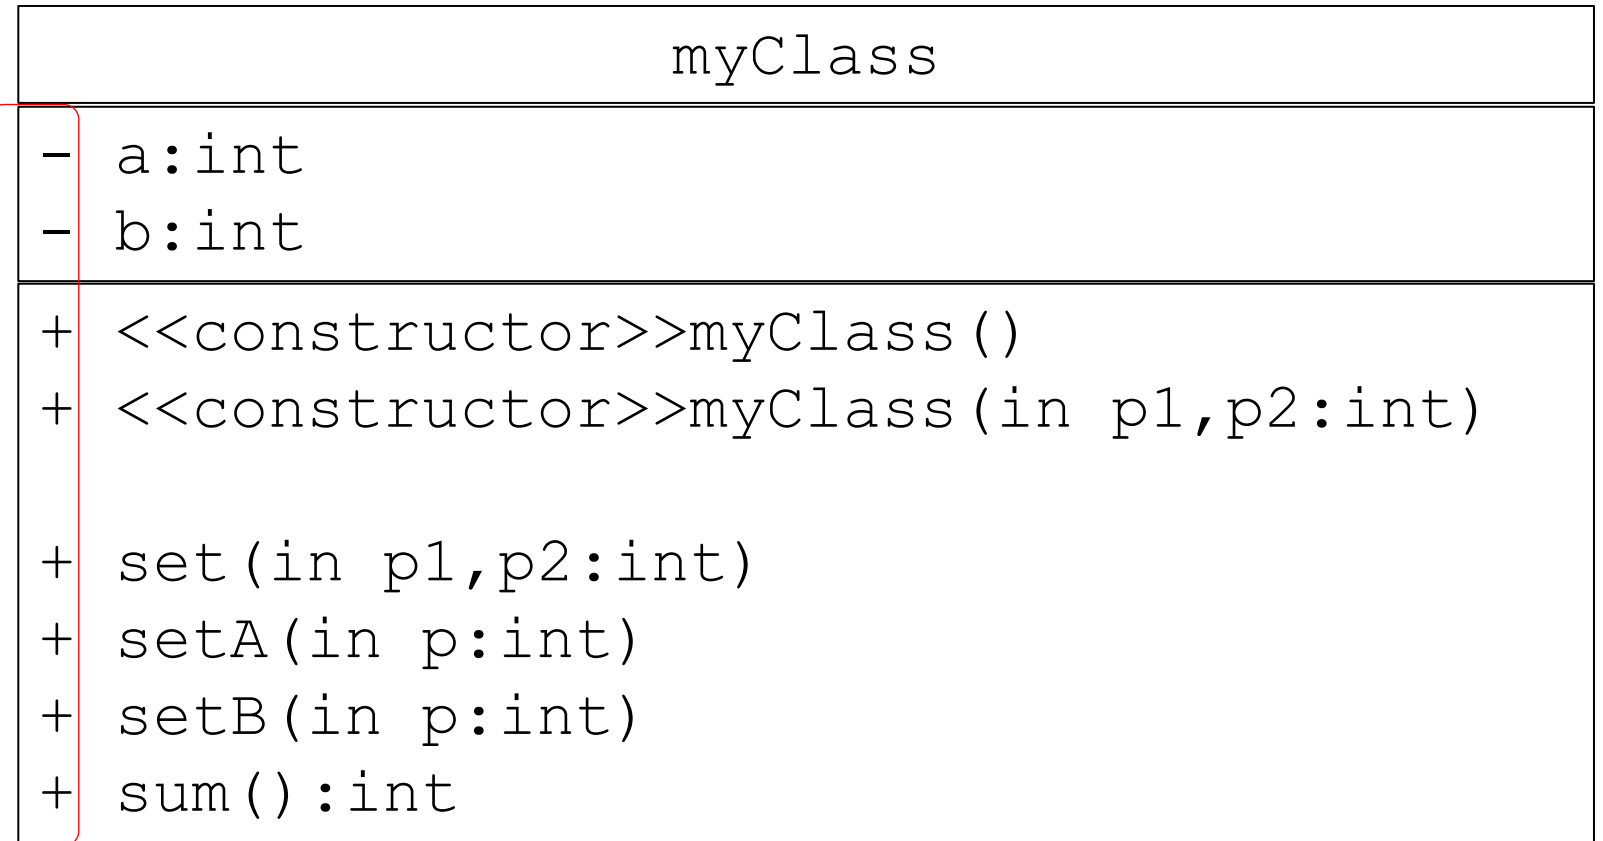 myClass
- a:int
- b:int
+ <<constructor>>myClass()
+ <<constructor>>myClass(in p1,p2:int)
+ set(in p1,p2:int)
+ setA(in p:int)
+ setB(in p:int)
+ sum():int